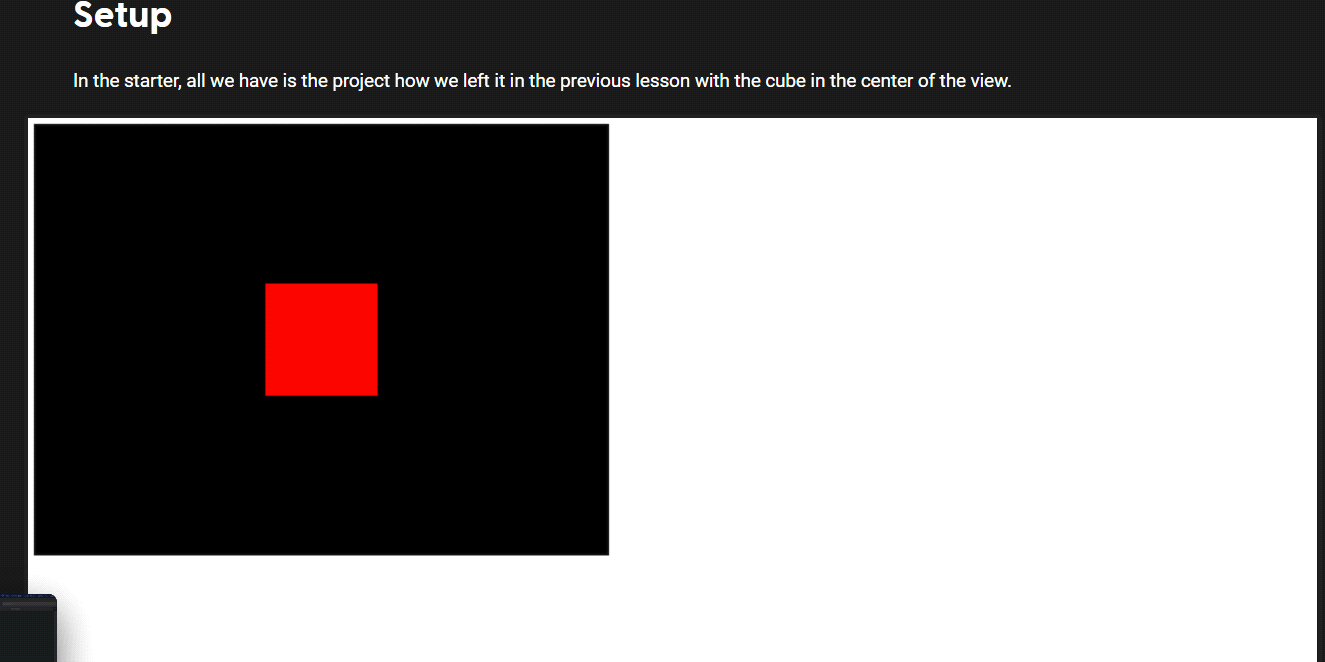 Setup
In the starter, all we have is the project how we left it in the previous lesson with the cube in the center of the view.